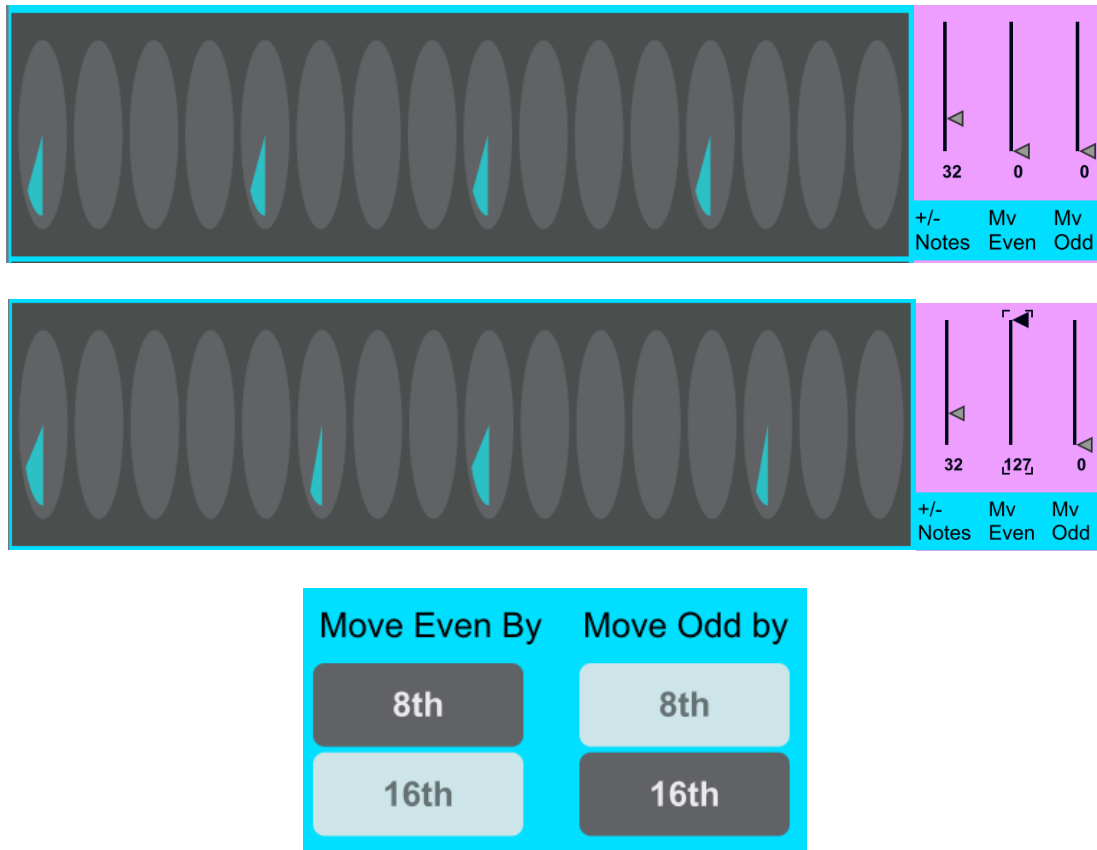 32 0 0
+/- Mv Mv
Notes Even Odd
32 127 0
+/- Mv Mv
Notes Even Odd
Move Even By Move Odd by
8th 8th
16th 16th